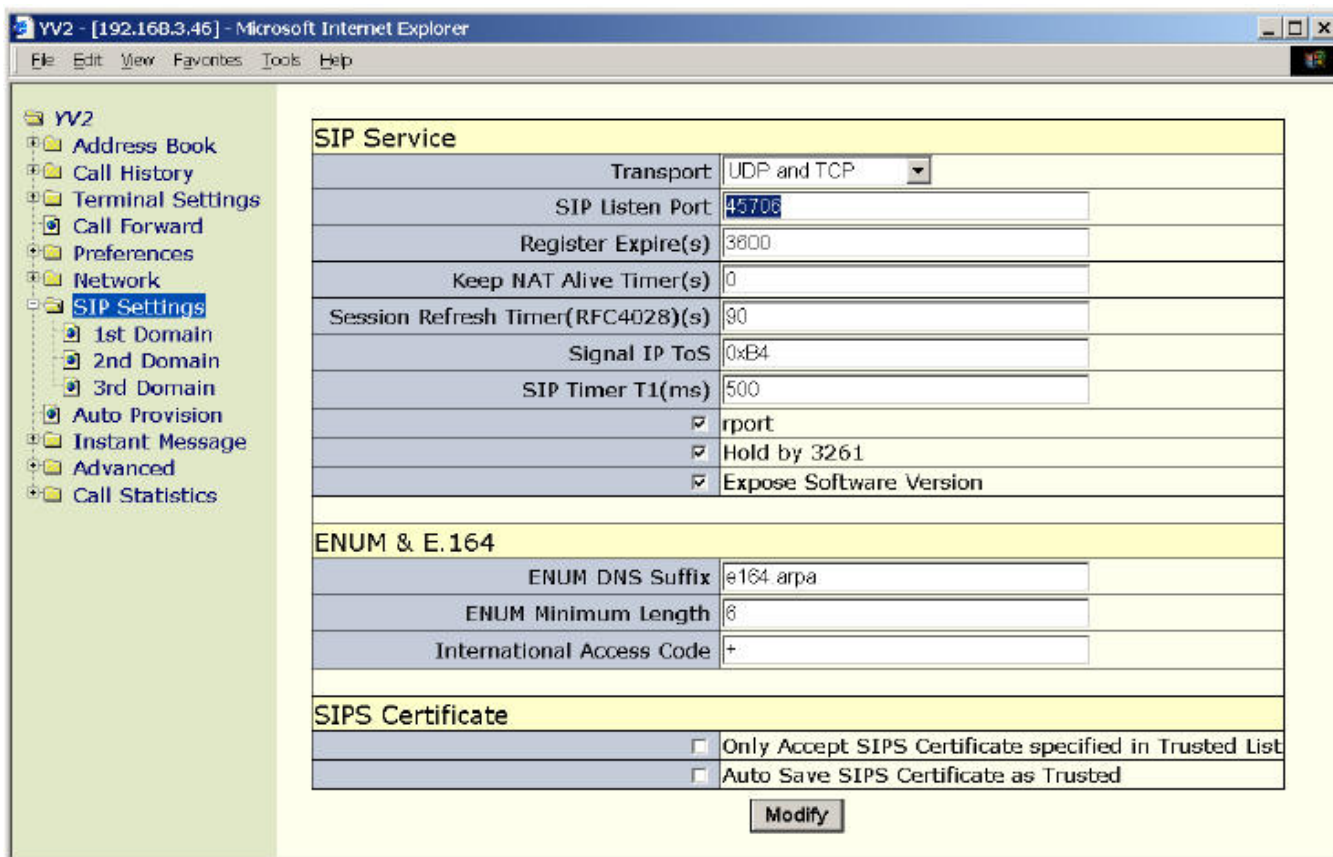 YV2 - [192.168.3.46] - Microsoft Internet Explorer
File Edit View Favorites Tools Help
YV2
Address Book
Call History
Terminal Settings
Call Forward
Preferences
Network
SIP Settings
1st Domain
2nd Domain
3rd Domain
Auto Provision
Instant Message
Advanced
Call Statistics
SIP Service
Transport UDP and TCP
SIP Listen Port 45706
Register Expire(s) 3600
Keep NAT Alive Timer(s) 0
Session Refresh Timer(RFC4028)(s) 90
Signal IP ToS 0xB4
SIP Timer T1(ms) 500
rport
Hold by 3261
Expose Software Version
ENUM & E.164
ENUM DNS Suffix e164.arpa
ENUM Minimum Length 6
International Access Code +
SIPS Certificate
Only Accept SIPS Certificate specified in Trusted List
Auto Save SIPS Certificate as Trusted
Modify